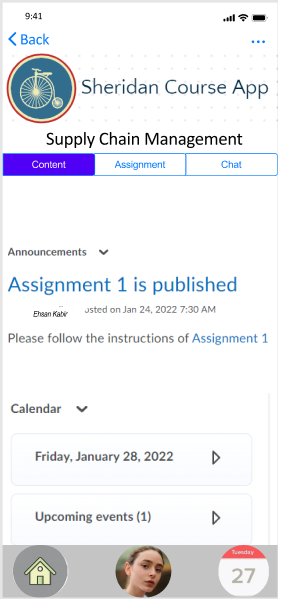 9:41
Back
Sheridan Course App
Supply Chain Management
Content Assignment Chat
Announcements
Assignment 1 is published
Ehsan Kabir osted on Jan 24, 2022 7:30 AM
Please follow the instructions of Assignment 1
Calendar
Friday, January 28, 2022
Upcoming events (1)
Tuesday
27